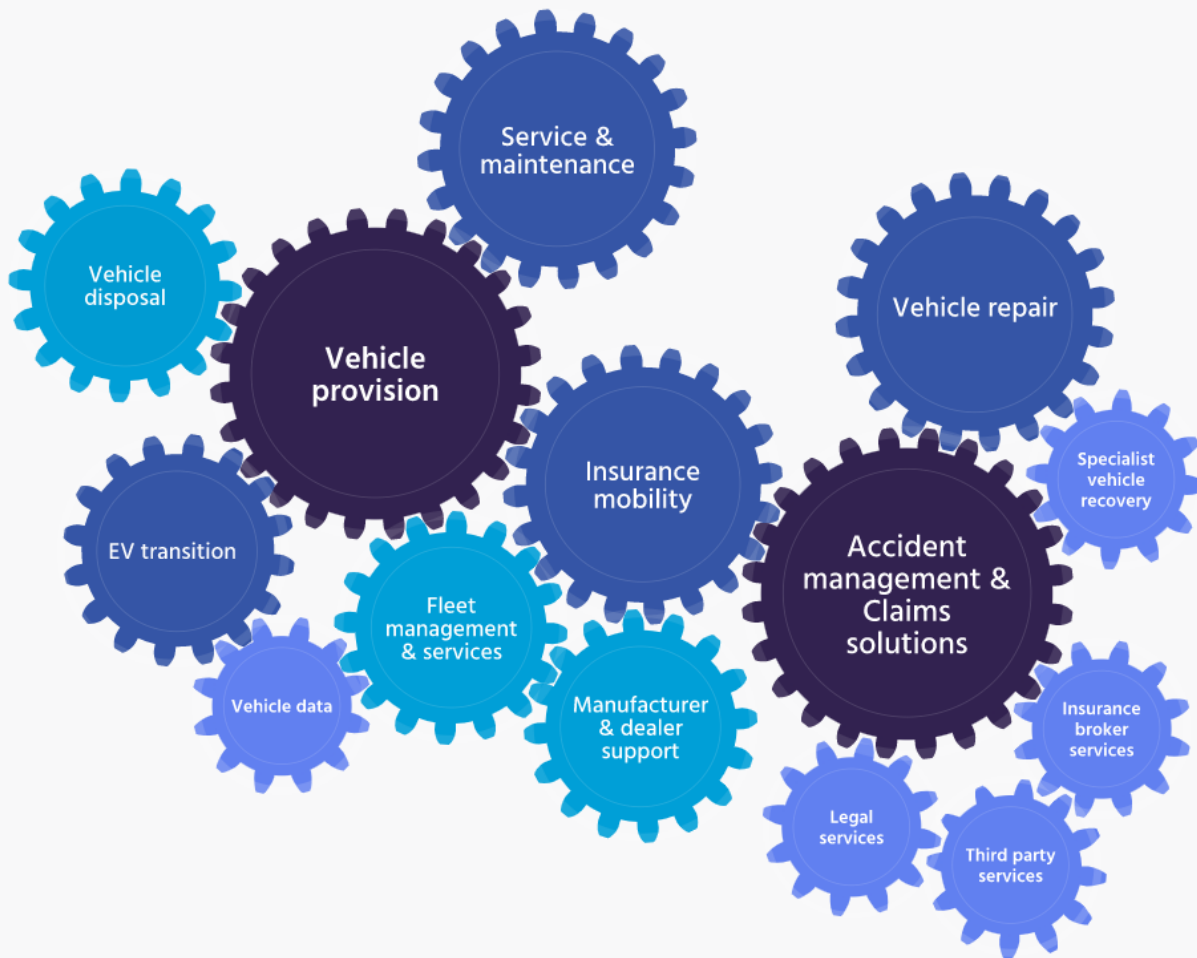 Service &
maintenance
Vehicle
disposal
Vehicle repair
Vehicle
provision
Insurance
mobility
Specialist
vehicle
recovery
EV transition
Accident
management &
Claims
solutions
Fleet
management
& services
Vehicle data
Manufacturer
& dealer
support
Insurance
broker
services
Legal
services
Third party
services